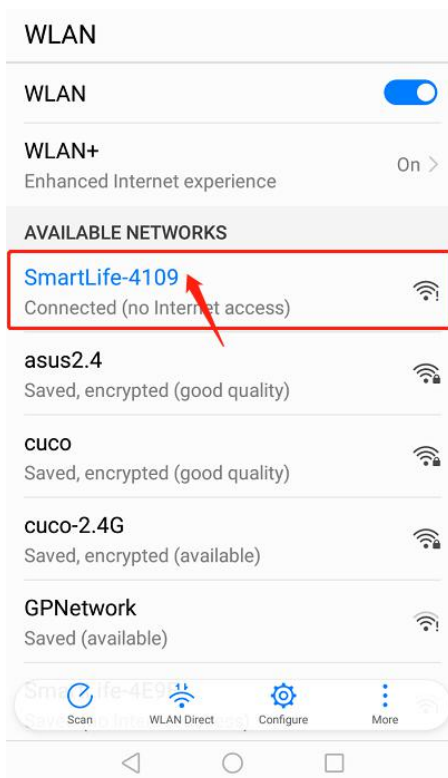 WLAN
WLAN
WLAN+
Enhanced Internet experience
On
AVAILABLE NETWORKS
SmartLife-4109
Connected (no Internet access)
asus2.4
Saved, encrypted (good quality)
cuco
Saved, encrypted (good quality)
cuco-2.4G
Saved, encrypted (available)
GPNetwork
Saved (available)
Scan
WLAN Direct
Configure
More